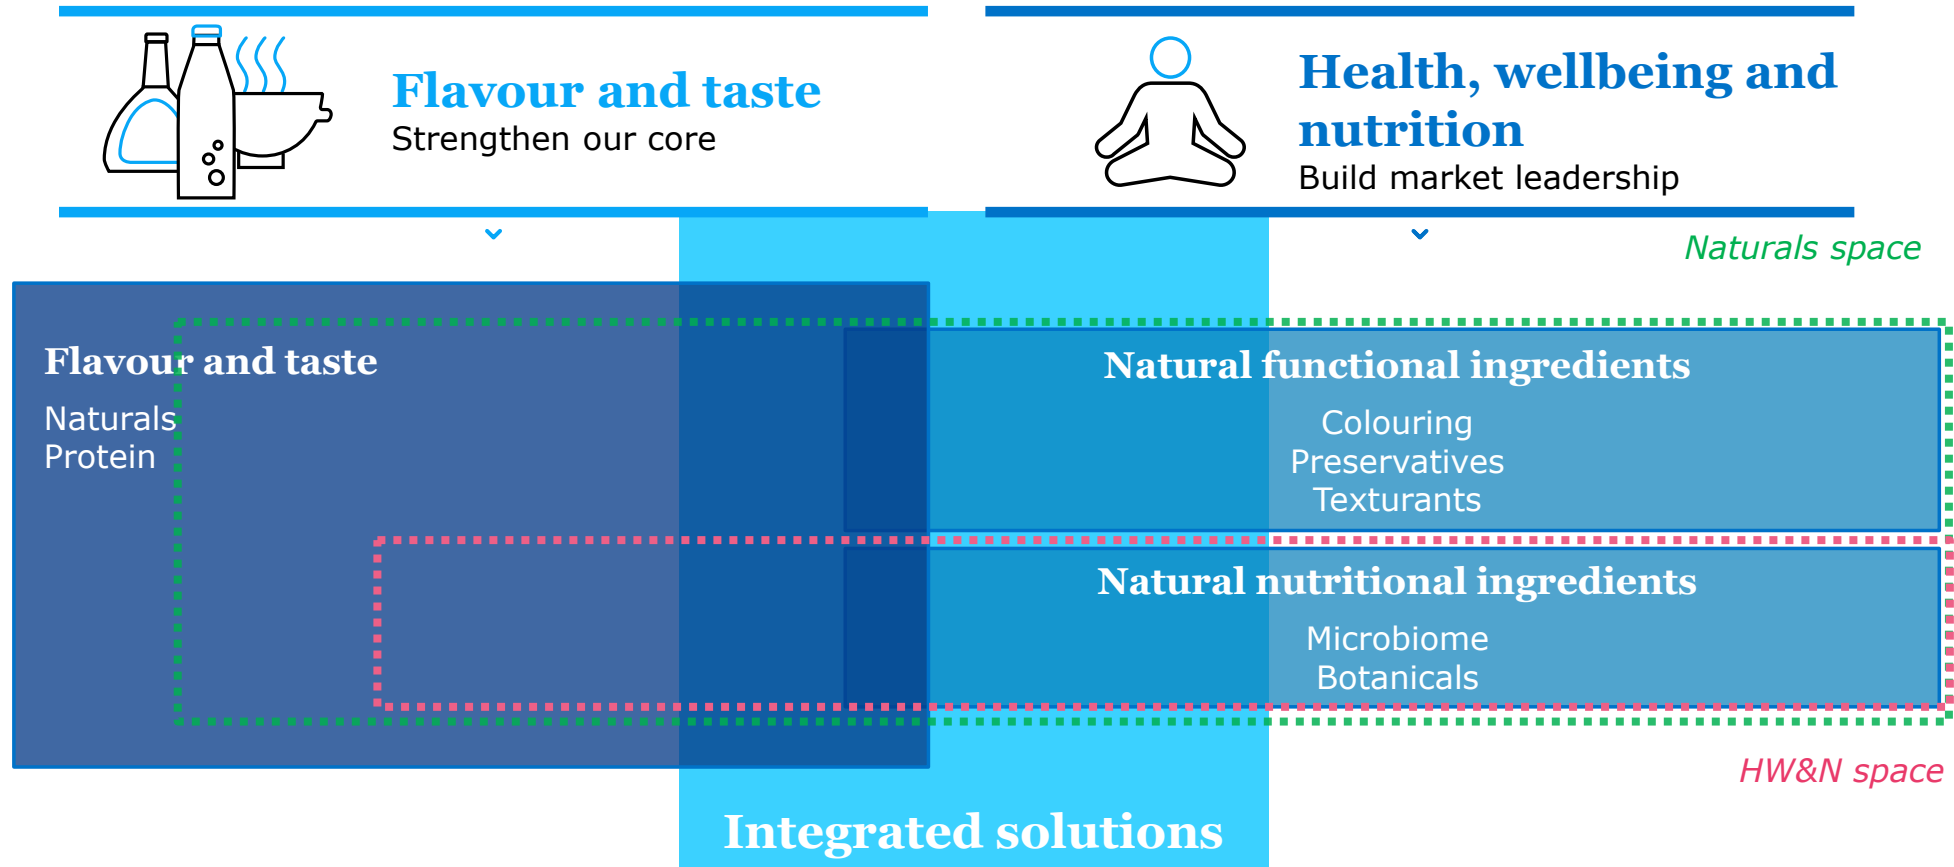 Flavour and taste
Strengthen our core
Health, wellbeing and
nutrition
Build market leadership
Naturals space
Flavour and taste
Naturals
Protein
Natural functional ingredients
Colouring
Preservatives
Texturants
Natural nutritional ingredients
Microbiome
Botanicals
HW&N space
Integrated solutions